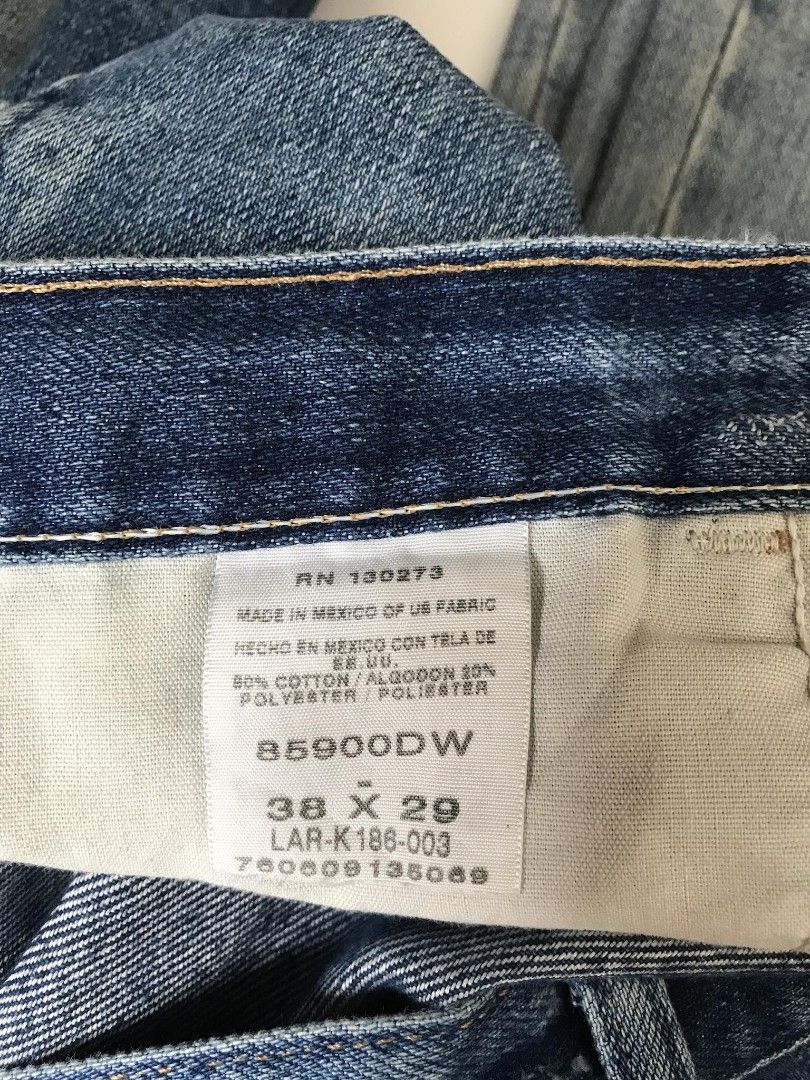 RN 130273
MADE IN MEXICO OF US FABRIC
HECHO EN MEXICO CON TELA DE
EE.UU.
80% COTTON / ALGODON 20%
POLYESTER / POLIESTER
85900DW
38 X 29
LAR-K186-003
760609135069